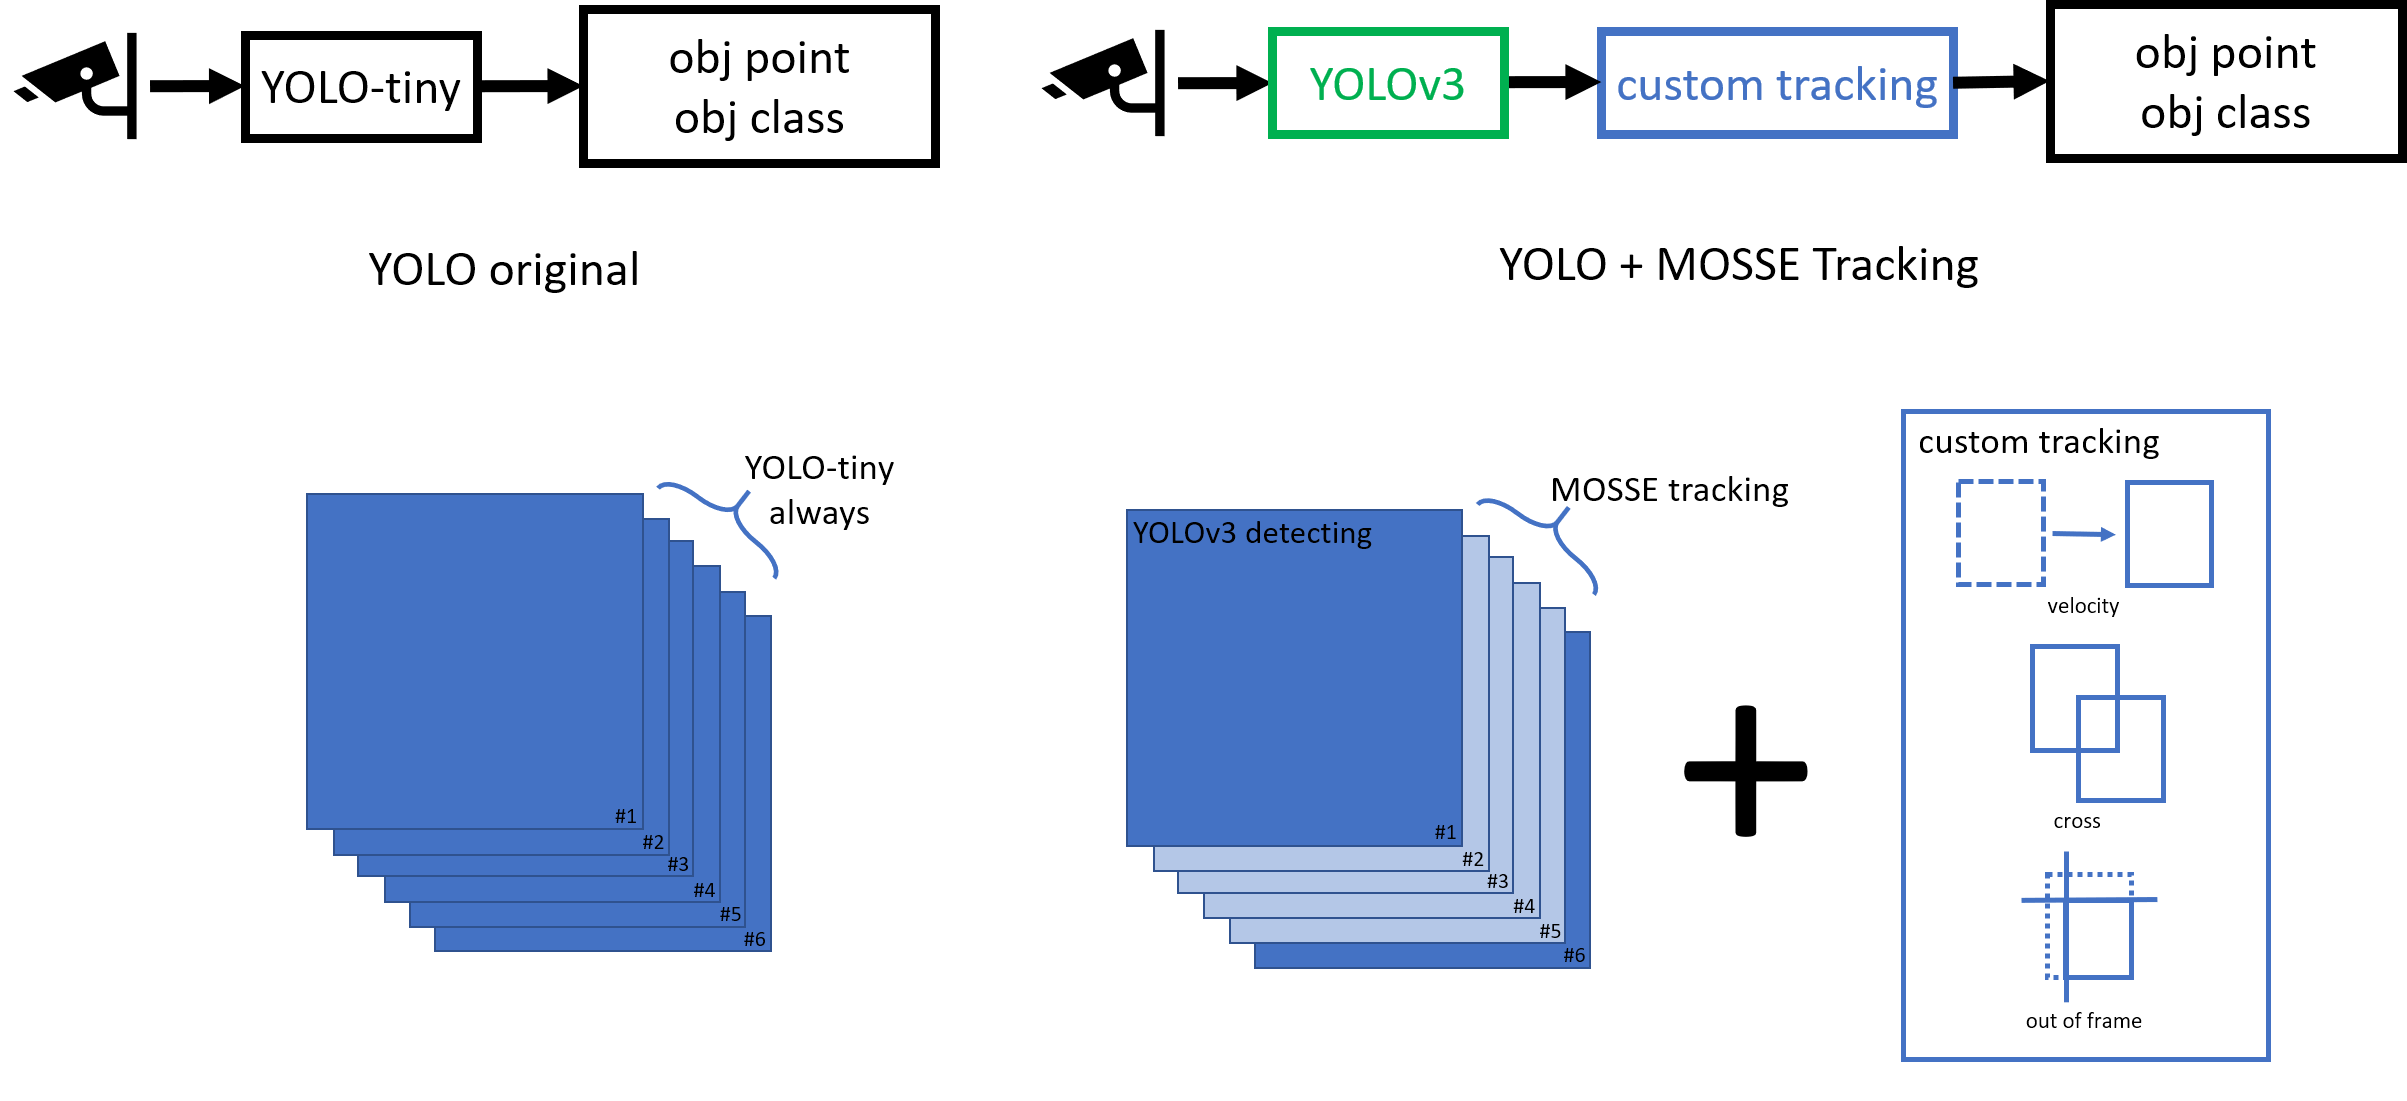 YOLO-tiny
obj point
obj class
YOLOv3
custom tracking
obj point
obj class
YOLO original
YOLO + MOSSE Tracking
YOLO-tiny
always
#1
#2
#3
#4
#5
#6
MOSSE tracking
YOLOv3 detecting
#1
#2
#3
#4
#5
#6
custom tracking
velocity
cross
out of frame